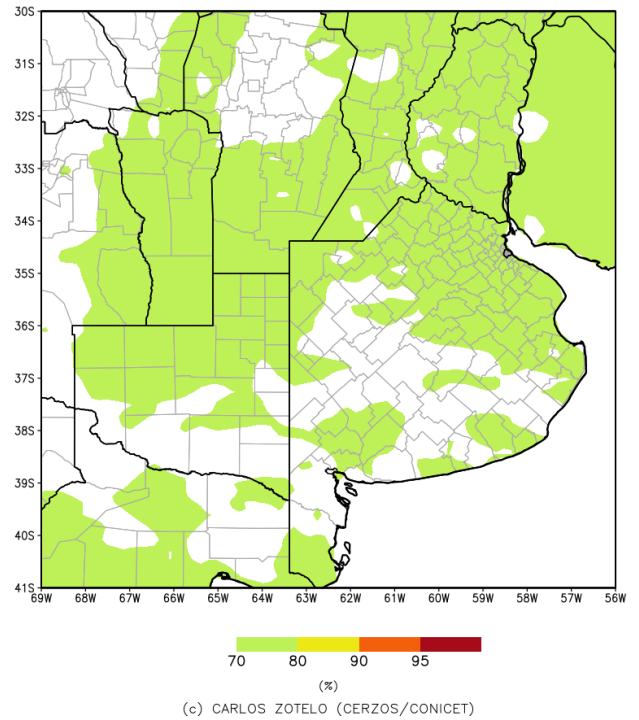 30S
31S
32S
33S
34S
35S
36S
37S
38S
39S
40S
41S
69W 68W 67W 66W 65W 64W 63W 62W 61W 60W 59W 58W 57W 56W
70 80 90 95
(%)
(c) CARLOS ZOTELO (CERZOS/CONICET)